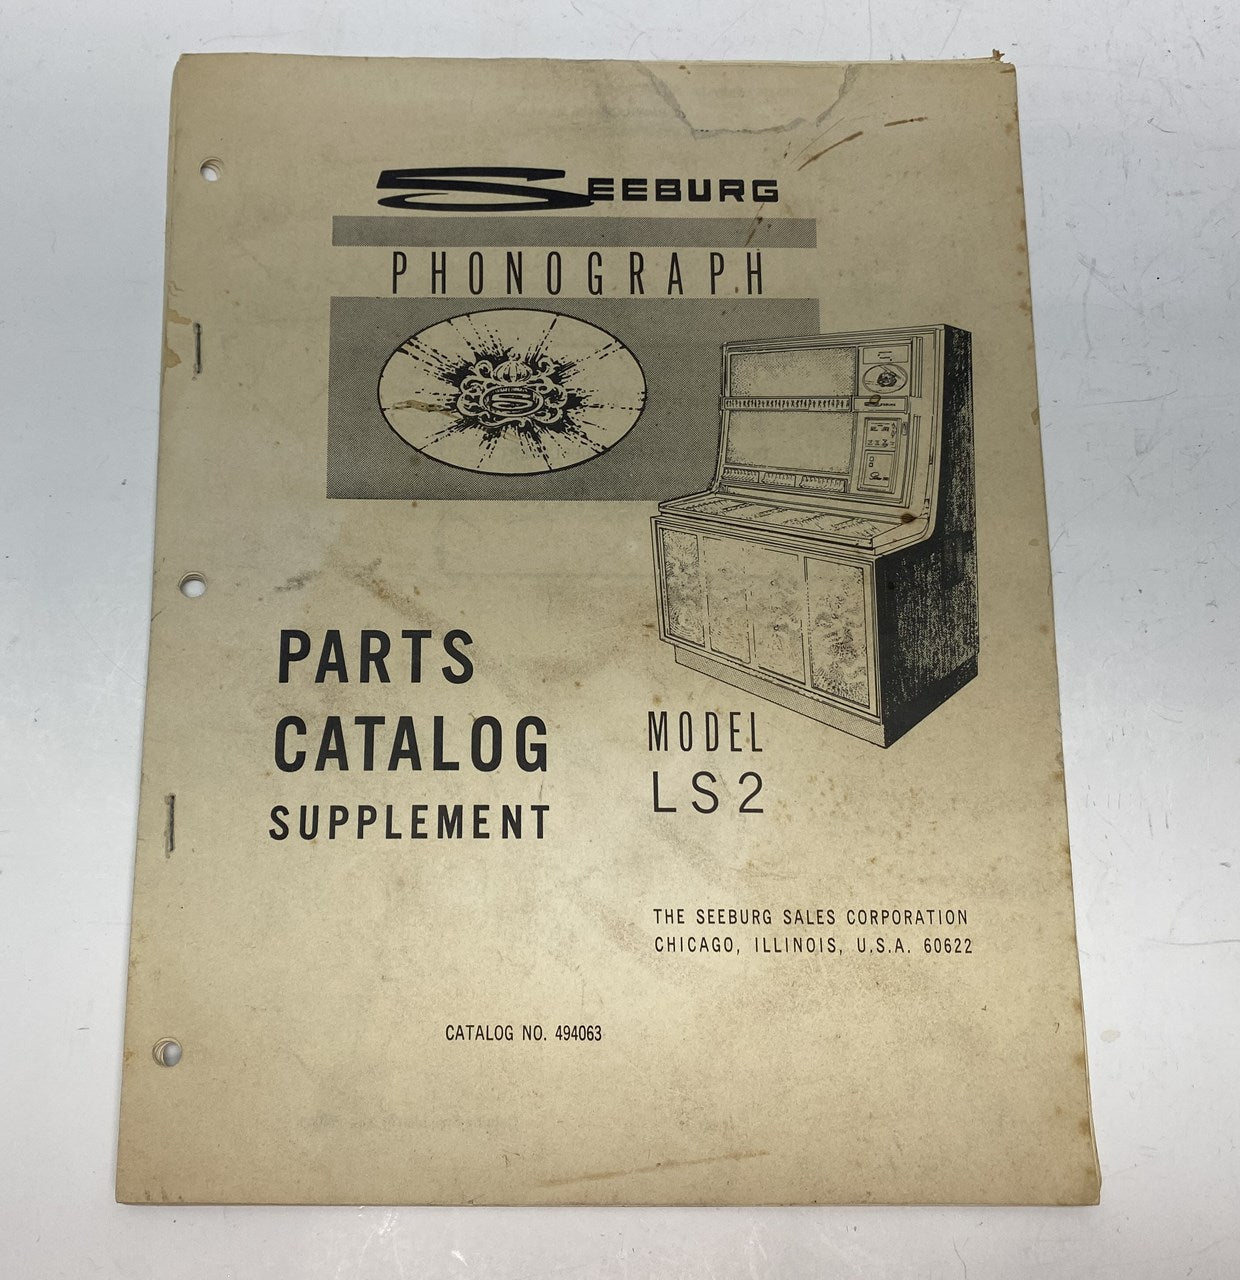 SEEBURG
PHONOGRAPH
PARTS
CATALOG
SUPPLEMENT
MODEL
LS2
THE SEEBURG SALES CORPORATION
CHICAGO, ILLINOIS, U.S.A. 60622
CATALOG NO. 494063